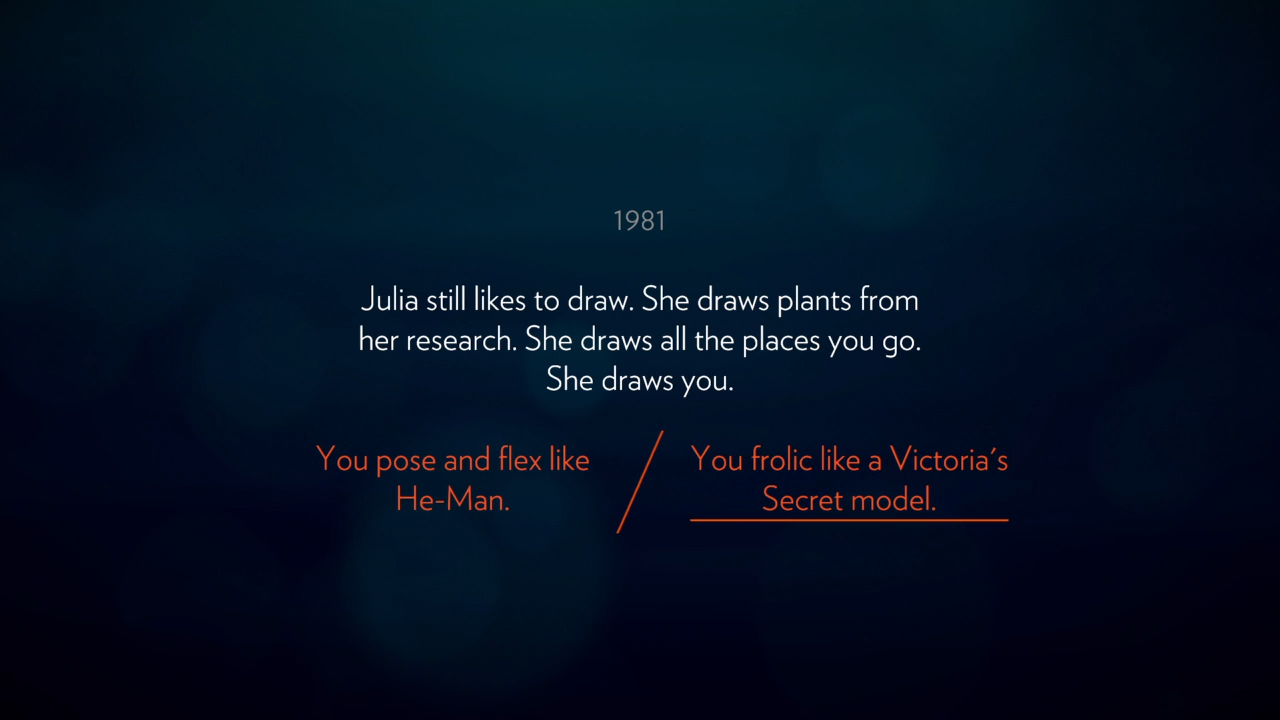 1981
Julia still likes to draw. She draws plants from
her research. She draws all the places you go.
She draws you.
You pose and flex like
He-Man.
You frolic like a Victoria's
Secret model.